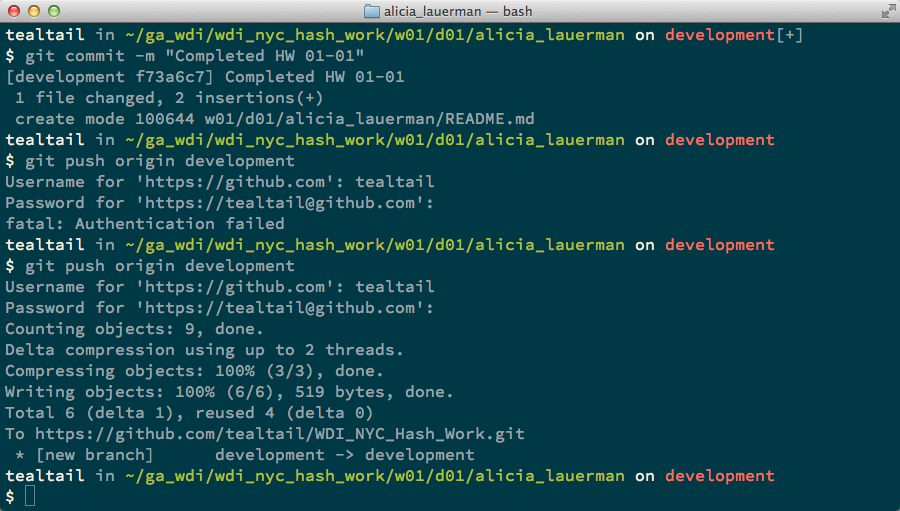 alicia_lauerman — bash
tealtail in ~/ga_wdi/wdi_nyc_hash_work/w01/d01/alicia_lauerman on development[+]
$ git commit -m "Completed HW 01-01"
[development f73a6c7] Completed HW 01-01
 1 file changed, 2 insertions(+)
 create mode 100644 w01/d01/alicia_lauerman/README.md
tealtail in ~/ga_wdi/wdi_nyc_hash_work/w01/d01/alicia_lauerman on development
$ git push origin development
Username for 'https://github.com': tealtail
Password for 'https://tealtail@github.com':
fatal: Authentication failed
tealtail in ~/ga_wdi/wdi_nyc_hash_work/w01/d01/alicia_lauerman on development
$ git push origin development
Username for 'https://github.com': tealtail
Password for 'https://tealtail@github.com':
Counting objects: 9, done.
Delta compression using up to 2 threads.
Compressing objects: 100% (3/3), done.
Writing objects: 100% (6/6), 519 bytes, done.
Total 6 (delta 1), reused 4 (delta 0)
To https://github.com/tealtail/WDI_NYC_Hash_Work.git
 * [new branch]      development -> development
tealtail in ~/ga_wdi/wdi_nyc_hash_work/w01/d01/alicia_lauerman on development
$